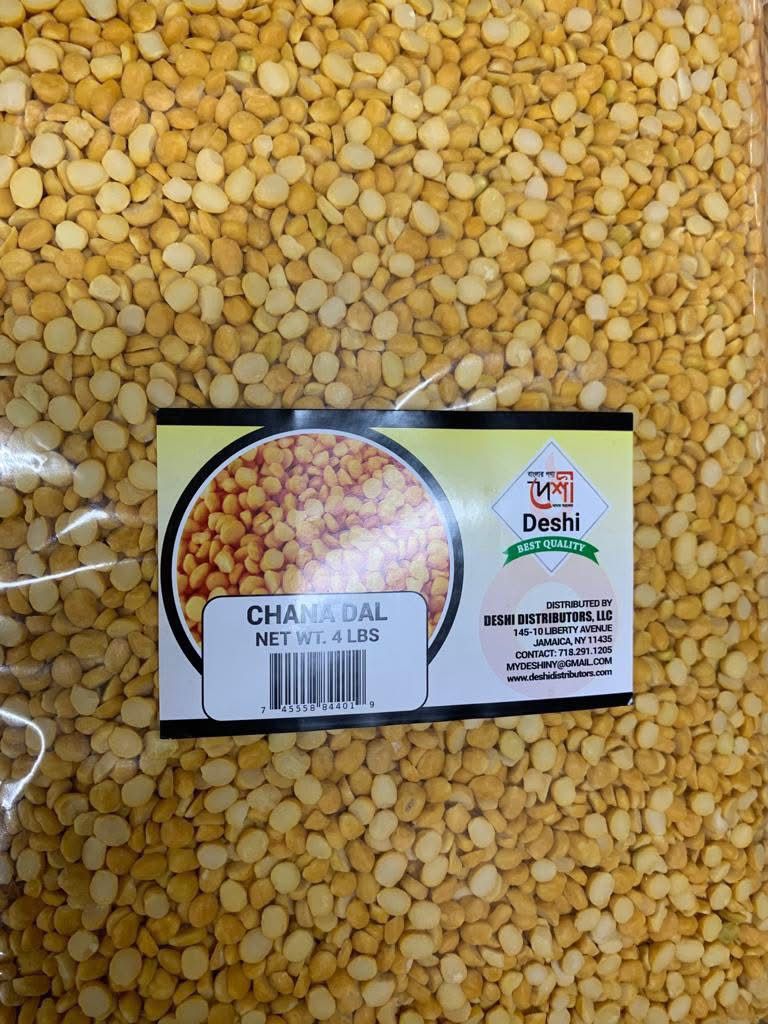 CHANA DAL
NET WT. 4 LBS
7 45558 84401 9
বাংলার পণ্য
দেশী
Deshi
BEST QUALITY
DISTRIBUTED BY
DESHI DISTRIBUTORS, LLC
145-10 LIBERTY AVENUE
JAMAICA, NY 11435
CONTACT: 718.291.1205
MYDESHINY@GMAIL.COM
www.deshidistributors.com